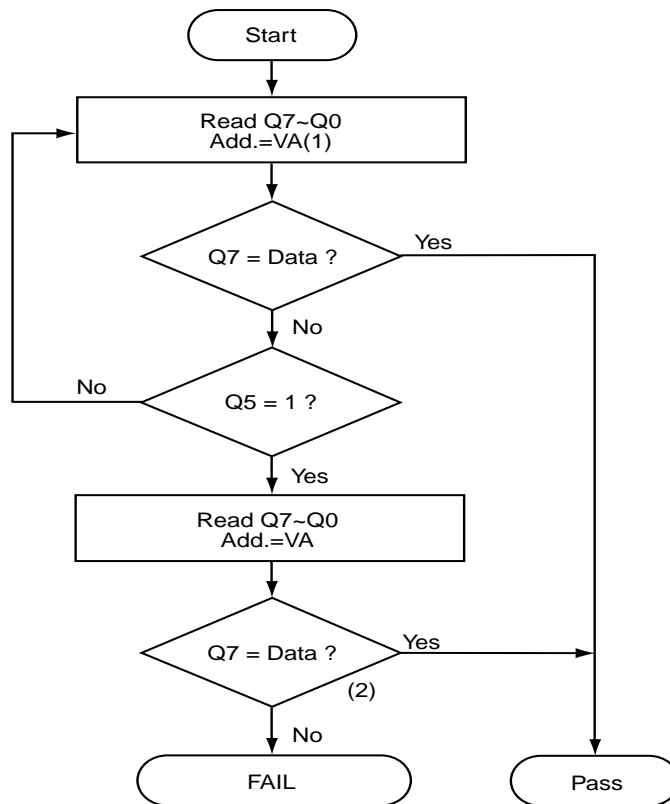 Start
Read Q7~Q0
Add.=VA(1)
Q7 = Data ?
Yes
No
No
Q5 = 1 ?
Yes
Read Q7~Q0
Add.=VA
Q7 = Data ?
Yes
(2)
No
FAIL
Pass